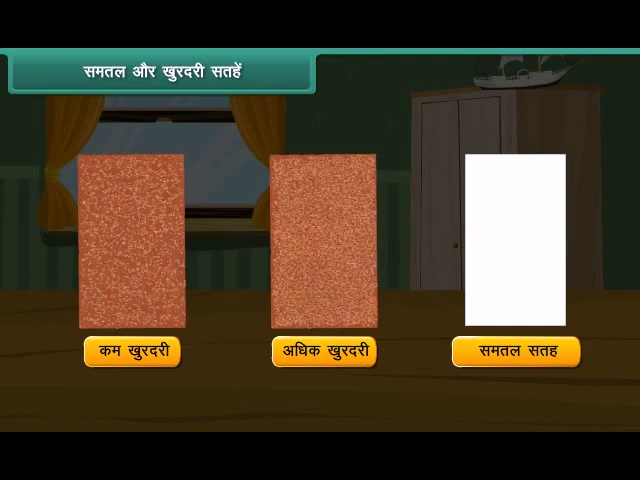 समतल और खुरदरी सतहें
कम खुरदरी
अधिक खुरदरी
समतल सतह